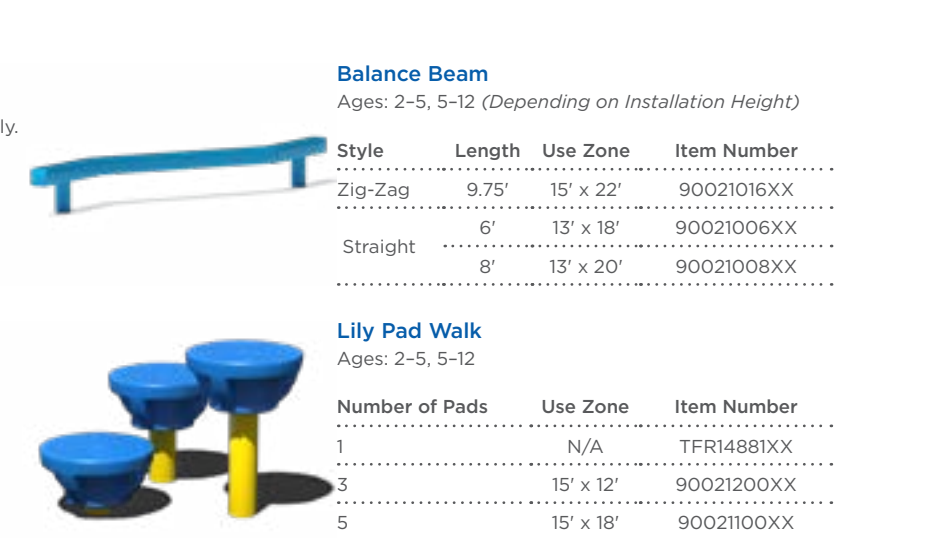 ly.
Balance Beam
Ages: 2–5, 5–12 (Depending on Installation Height)
Style Length Use Zone Item Number
Zig-Zag 9.75' 15' x 22' 90021016XX
Straight
6' 13' x 18' 90021006XX
8' 13' x 20' 90021008XX
Lily Pad Walk
Ages: 2–5, 5–12
Number of Pads Use Zone Item Number
1 N/A TFR14881XX
3 15' x 12' 90021200XX
5 15' x 18' 90021100XX